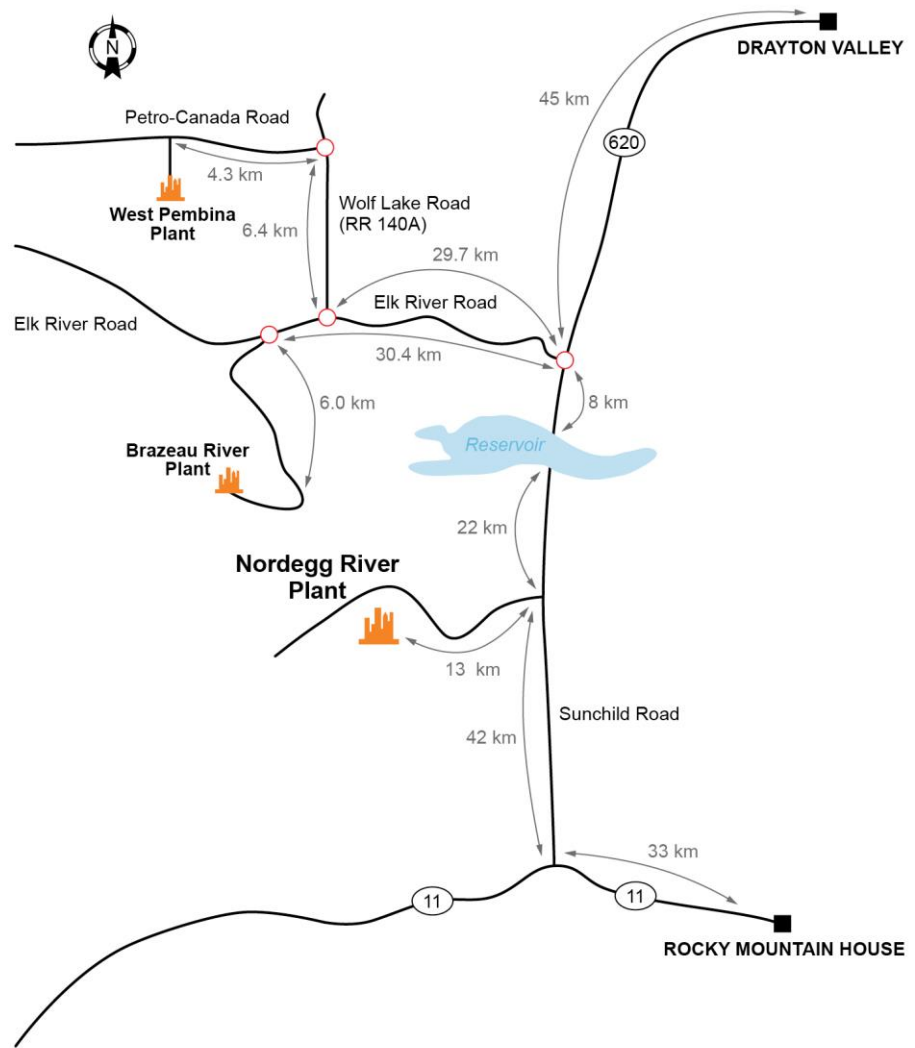 N
DRAYTON VALLEY
45 km
Petro-Canada Road
620
4.3 km
West Pembina
Plant
Wolf Lake Road
(RR 140A)
6.4 km
29.7 km
Elk River Road
Elk River Road
30.4 km
6.0 km
8 km
Brazeau River
Plant
Reservoir
22 km
Nordegg River
Plant
13 km
Sunchild Road
42 km
33 km
11
11
ROCKY MOUNTAIN HOUSE